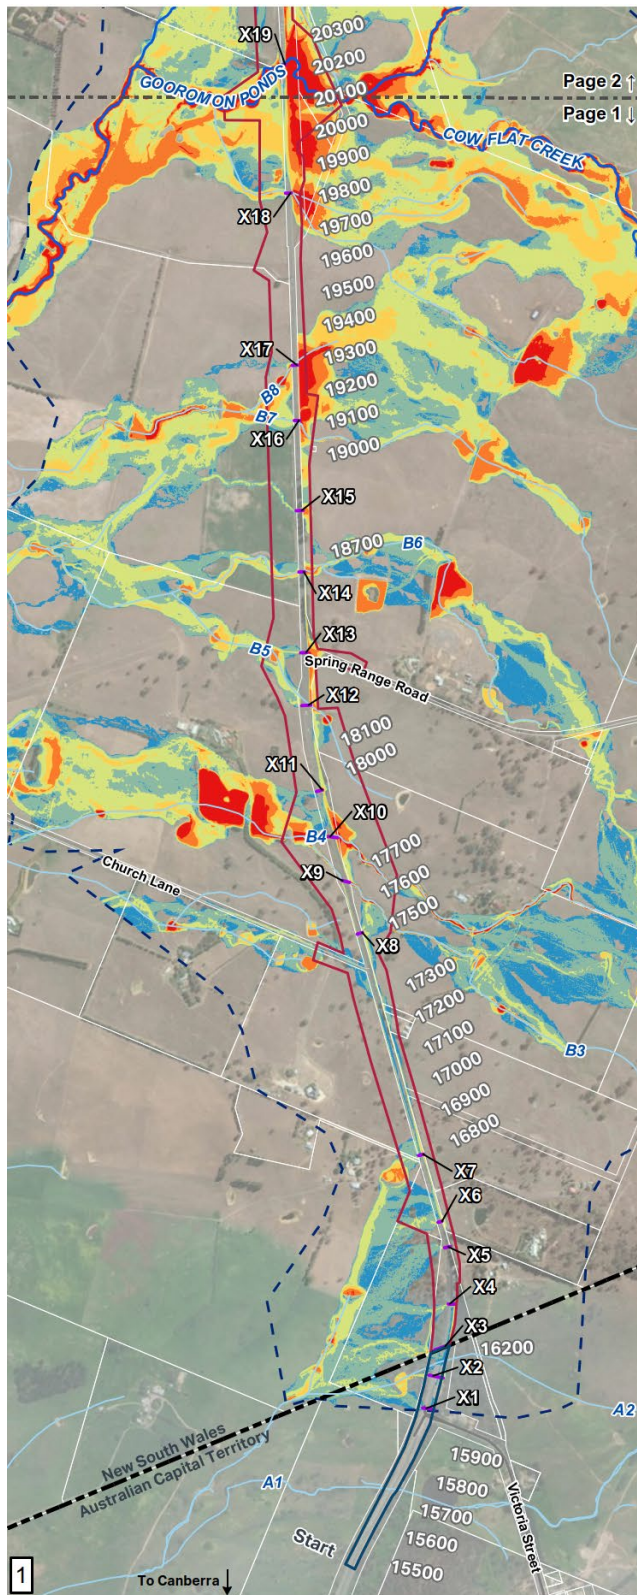 X19
20300
20200
GOOROMON PONDS
20100
Page 2 ↑
Page 1 ↓
20000
COW FLAT CREEK
19900
19800
X18
19700
19600
19500
19400
X17
19300
B8
19200
B7
19100
X16
19000
X15
18700
B6
X14
X13
B5
Spring Range Road
X12
18100
18000
X11
X10
B4
17700
Church Lane
X9
17600
17500
X8
17300
17200
17100
B3
17000
16900
16800
X7
X6
X5
X4
X3
16200
X2
X1
A2
New South Wales
Australian Capital Territory
15900
A1
15800
Victoria Street
15700
Start
15600
15500
1
To Canberra ↓